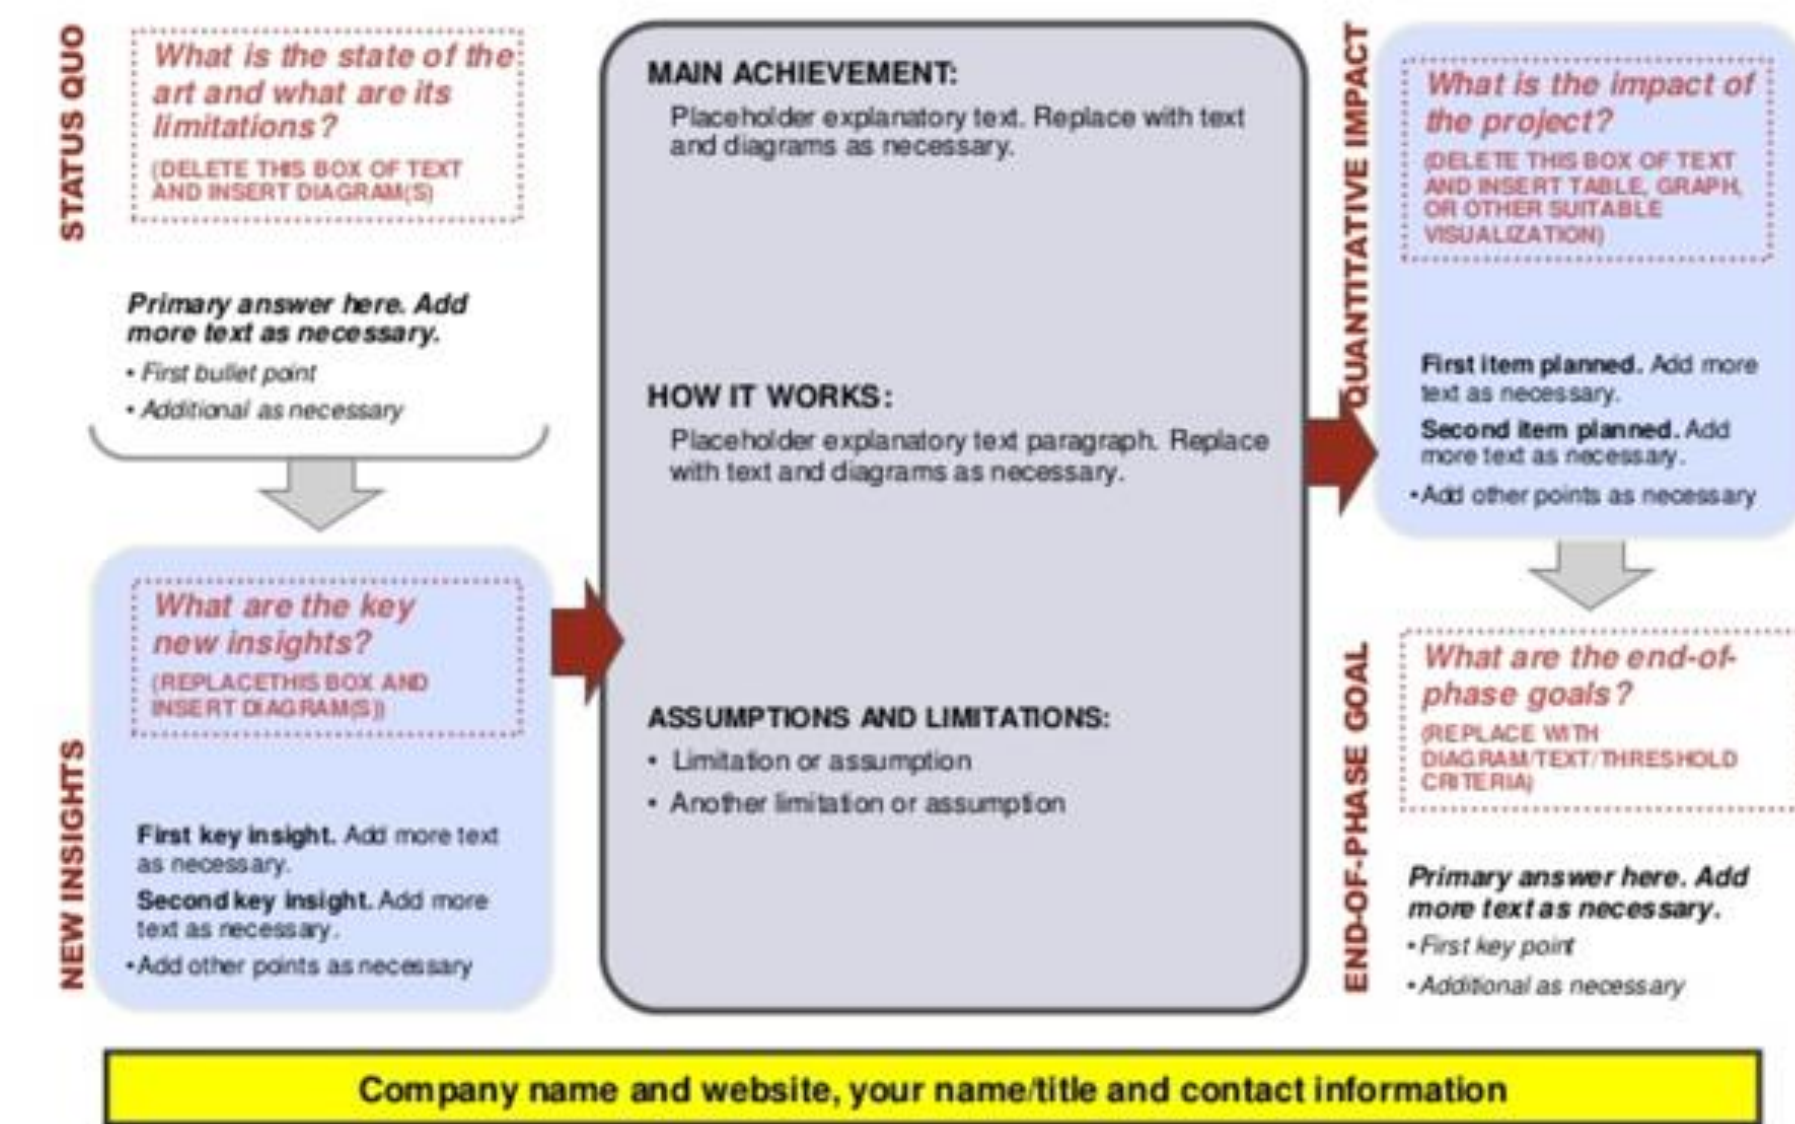 STATUS QUO
What is the state of the
art and what are its
limitations?
(DELETE THIS BOX OF TEXT
AND INSERT DIAGRAM(S)
Primary answer here. Add
more text as necessary.
• First bullet point
• Additional as necessary
NEW INSIGHTS
What are the key
new insights?
(REPLACETHIS BOX AND
INSERT DIAGRAM(S))
First key insight. Add more text
as necessary.
Second key insight. Add more
text as necessary.
• Add other points as necessary
MAIN ACHIEVEMENT:
Placeholder explanatory text. Replace with text
and diagrams as necessary.
HOW IT WORKS:
Placeholder explanatory text paragraph. Replace
with text and diagrams as necessary.
ASSUMPTIONS AND LIMITATIONS:
• Limitation or assumption
• Another limitation or assumption
QUANTITATIVE IMPACT
What is the impact of
the project?
(DELETE THIS BOX OF TEXT
AND INSERT TABLE, GRAPH,
OR OTHER SUITABLE
VISUALIZATION)
First item planned. Add more
text as necessary.
Second item planned. Add
more text as necessary.
• Add other points as necessary
END-OF-PHASE GOAL
What are the end-of-
phase goals?
(REPLACE WITH
DIAGRAM/TEXT/THRESHOLD
CRITERIA)
Primary answer here. Add
more text as necessary.
• First key point
• Additional as necessary
Company name and website, your name/title and contact information